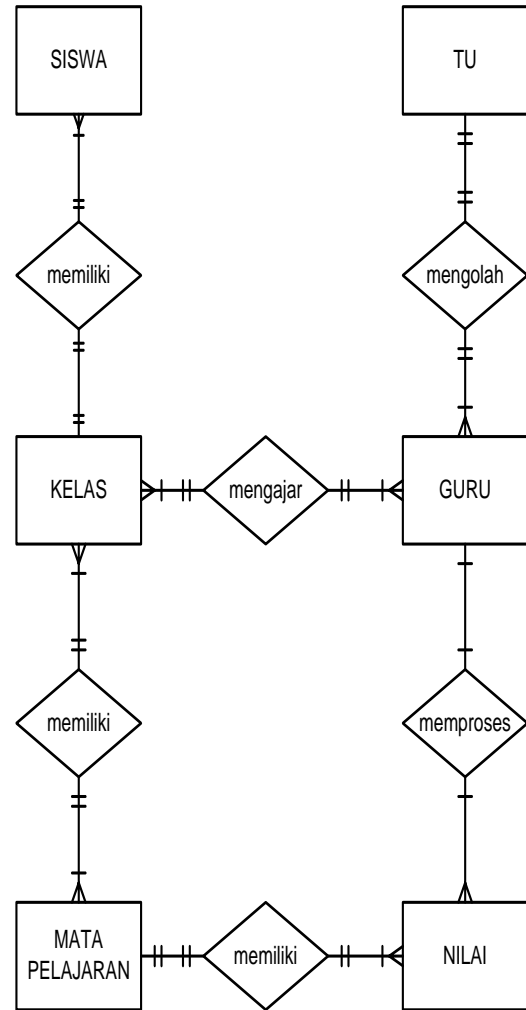 SISWA
TU
memiliki
mengolah
KELAS
mengajar
GURU
memiliki
memproses
MATA
PELAJARAN
memiliki
NILAI